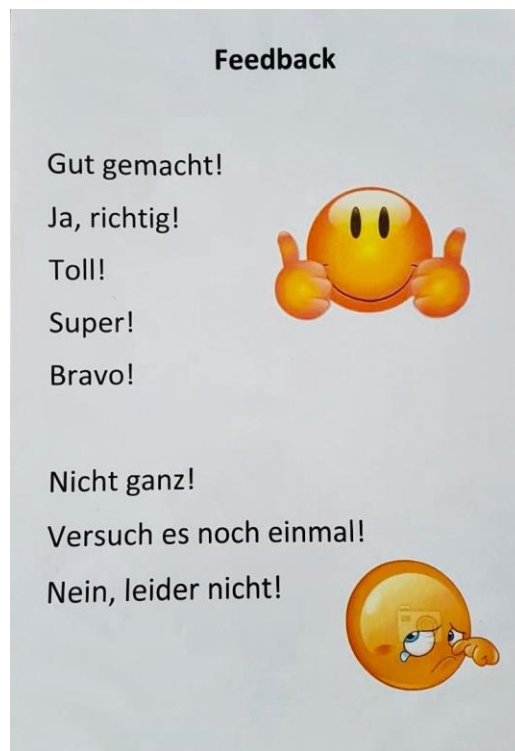 Feedback
Gut gemacht!
Ja, richtig!
Toll!
Super!
Bravo!
Nicht ganz!
Versuch es noch einmal!
Nein, leider nicht!